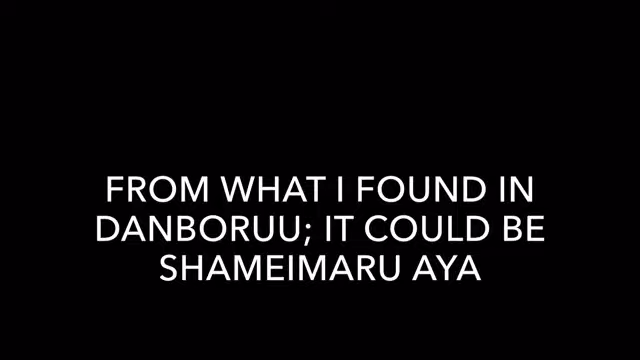 FROM WHAT I FOUND IN
DANBORUU; IT COULD BE
SHAMEIMARU AYA